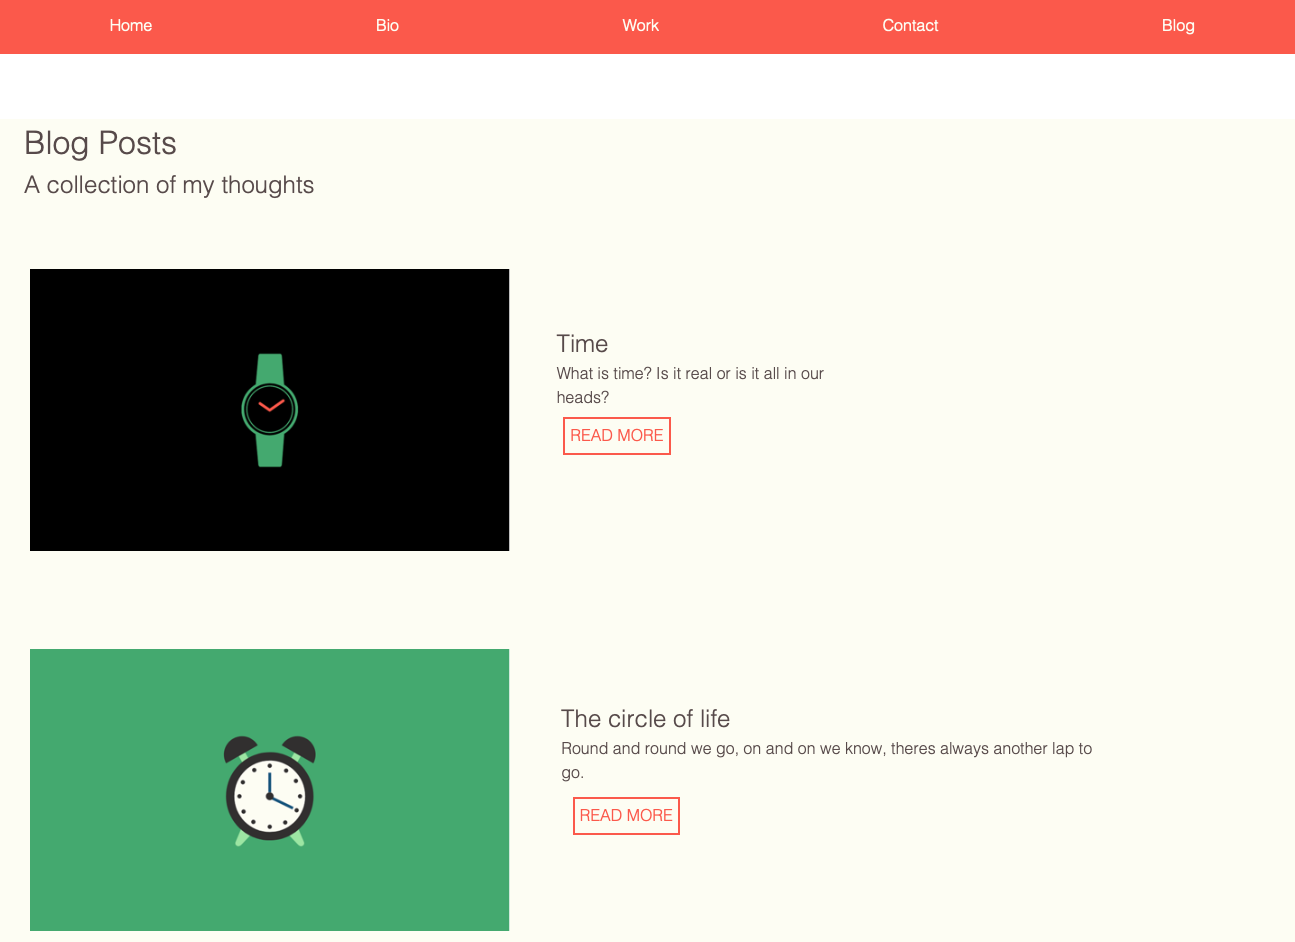 Home Bio Work Contact Blog
Blog Posts
A collection of my thoughts
Time
What is time? Is it real or is it all in our
heads?
READ MORE
The circle of life
Round and round we go, on and on we know, theres always another lap to
go.
READ MORE